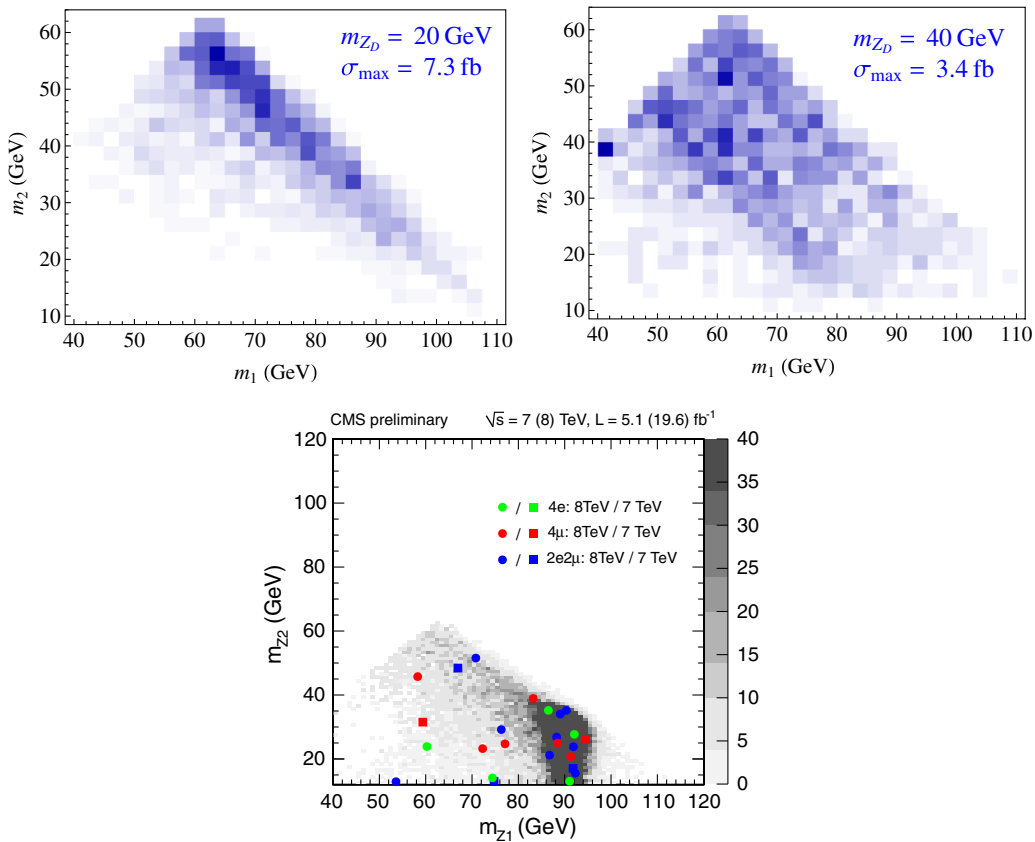 m_{Z_D} = 20 GeV
σ_max = 7.3 fb
60
50
40
30
20
10
m_2 (GeV)
40 50 60 70 80 90 100 110
m_1 (GeV)
m_{Z_D} = 40 GeV
σ_max = 3.4 fb
60
50
40
30
20
10
m_2 (GeV)
40 50 60 70 80 90 100 110
m_1 (GeV)
CMS preliminary √s = 7 (8) TeV, L = 5.1 (19.6) fb⁻¹
120
100
80
60
40
20
m_{Z2} (GeV)
/ 4e: 8TeV / 7 TeV
/ 4μ: 8TeV / 7 TeV
/ 2e2μ: 8TeV / 7 TeV
40
35
30
25
20
15
10
5
0
40 50 60 70 80 90 100 110 120
m_{Z1} (GeV)